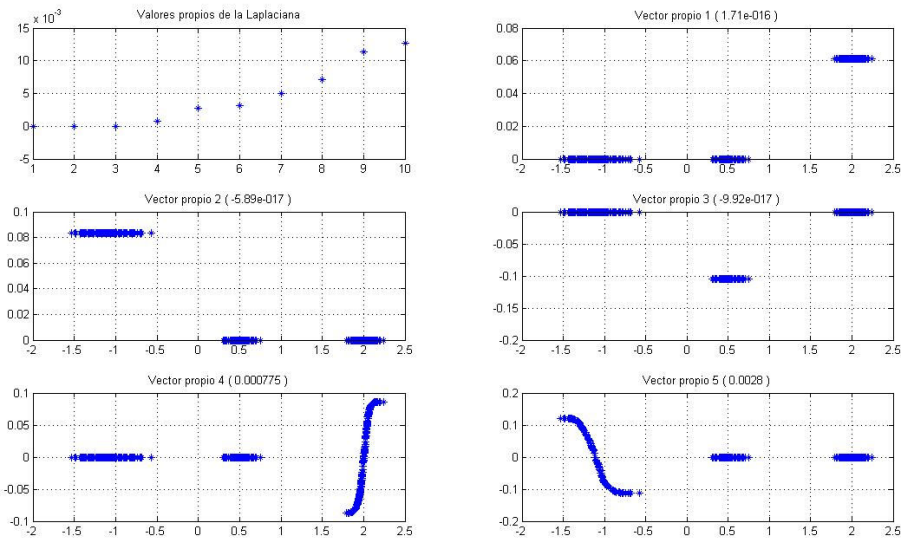 Valores propios de la Laplaciana
x 10^-3
15
10
5
0
-5
1 2 3 4 5 6 7 8 9 10
Vector propio 1 ( 1.71e-016 )
0.08
0.06
0.04
0.02
0
-2 -1.5 -1 -0.5 0 0.5 1 1.5 2 2.5
Vector propio 2 ( -5.89e-017 )
0.1
0.08
0.06
0.04
0.02
0
-2 -1.5 -1 -0.5 0 0.5 1 1.5 2 2.5
Vector propio 3 ( -9.92e-017 )
0
-0.05
-0.1
-0.15
-0.2
-2 -1.5 -1 -0.5 0 0.5 1 1.5 2 2.5
Vector propio 4 ( 0.000775 )
0.1
0.05
0
-0.05
-0.1
-2 -1.5 -1 -0.5 0 0.5 1 1.5 2 2.5
Vector propio 5 ( 0.0028 )
0.2
0.1
0
-0.1
-0.2
-2 -1.5 -1 -0.5 0 0.5 1 1.5 2 2.5